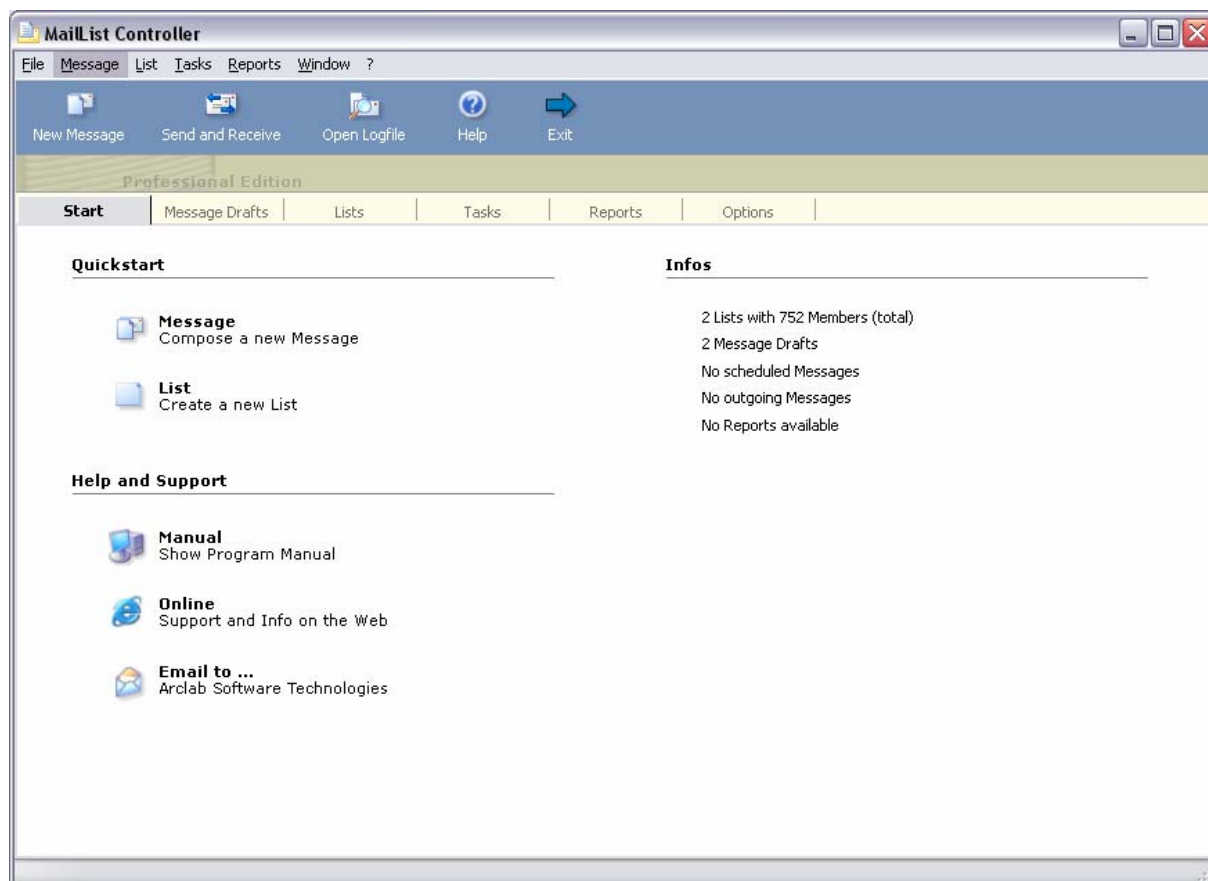 MailList Controller
File Message List Tasks Reports Window ?
New Message Send and Receive Open Logfile Help Exit
Professional Edition
Start Message Drafts Lists Tasks Reports Options
Quickstart
Message
Compose a new Message
List
Create a new List
Help and Support
Manual
Show Program Manual
Online
Support and Info on the Web
Email to ...
Arclab Software Technologies
Infos
2 Lists with 752 Members (total)
2 Message Drafts
No scheduled Messages
No outgoing Messages
No Reports available